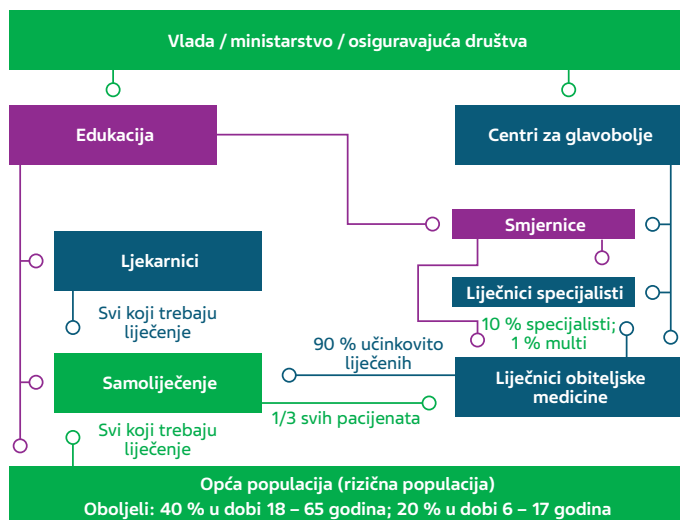 Vlada / ministarstvo / osiguravajuća društva
Edukacija
Centri za glavobolje
Smjernice
Ljekarnici
Liječnici specijalisti
Svi koji trebaju
liječenje
10 % specijalisti;
1 % multi
90 % učinkovito
liječenih
Samoliječenje
Liječnici obiteljske
medicine
1/3 svih pacijenata
Svi koji trebaju
liječenje
Opća populacija (rizična populacija)
Oboljeli: 40 % u dobi 18 – 65 godina; 20 % u dobi 6 – 17 godina